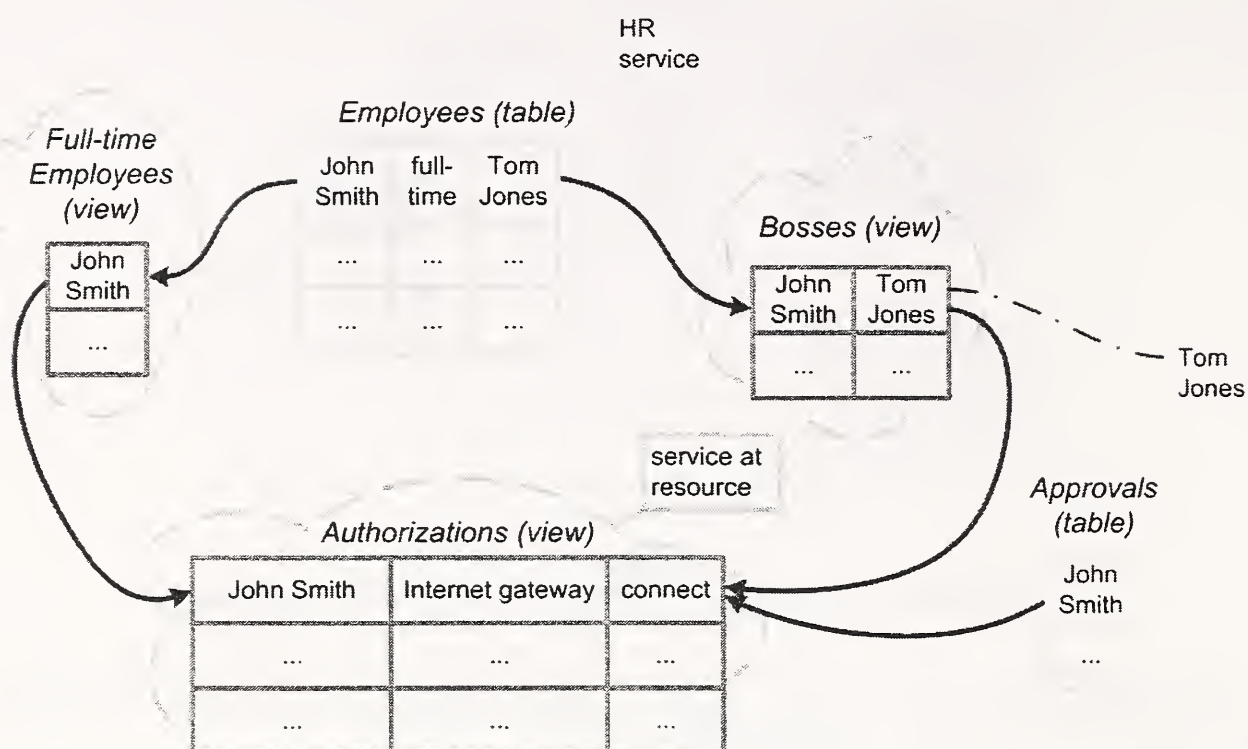 HR
service
Employees (table)
John
Smith
full-
time
Tom
Jones
... ... ...
... ... ...
Full-time
Employees
(view)
John
Smith
...
Bosses (view)
John
Smith
Tom
Jones
... ...
Tom
Jones
service at
resource
Approvals
(table)
John
Smith
...
Authorizations (view)
John Smith Internet gateway connect
... ... ...
... ... ...